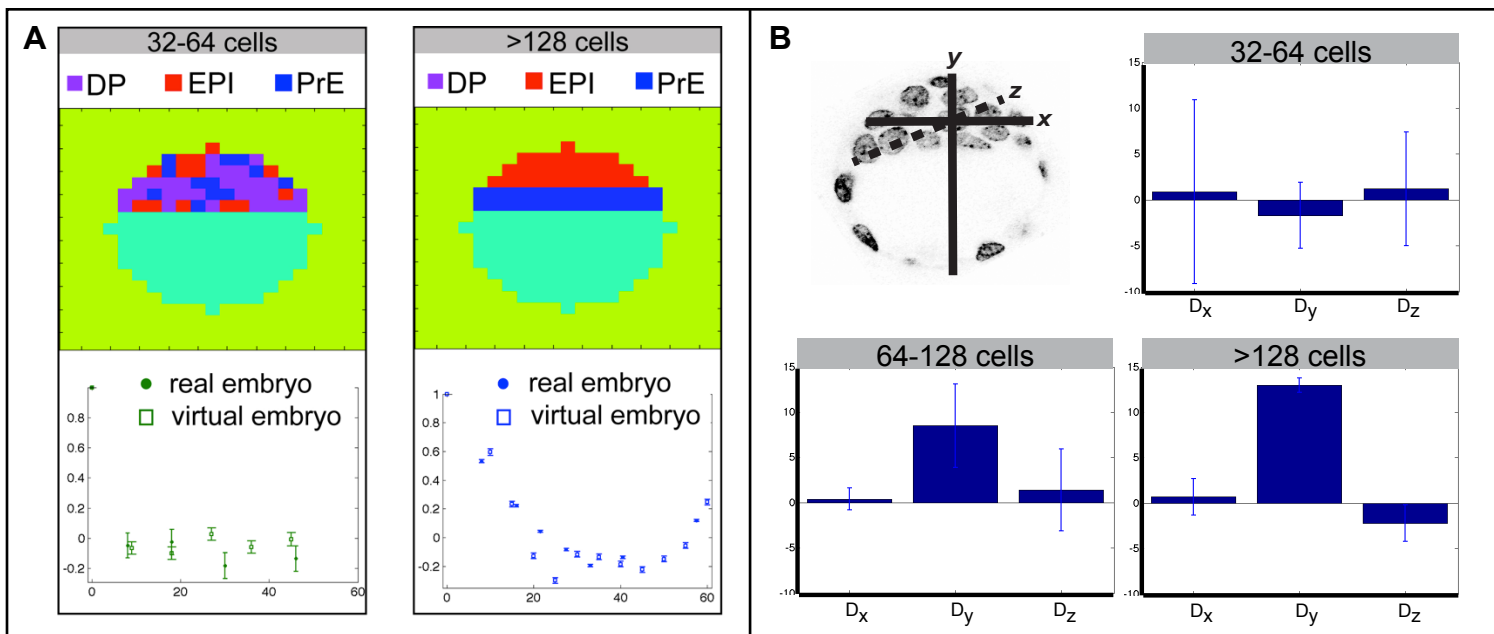 A
32-64 cells
DP EPI PrE
real embryo
virtual embryo
1
0.8
0.6
0.4
0.2
0
-0.2
0 20 40 60
>128 cells
DP EPI PrE
real embryo
virtual embryo
1
0.8
0.6
0.4
0.2
0
-0.2
0 20 40 60
B
y
z
x
32-64 cells
15
10
5
0
-5
-10
Dx Dy Dz
64-128 cells
15
10
5
0
-5
-10
Dx Dy Dz
>128 cells
15
10
5
0
-5
-10
Dx Dy Dz